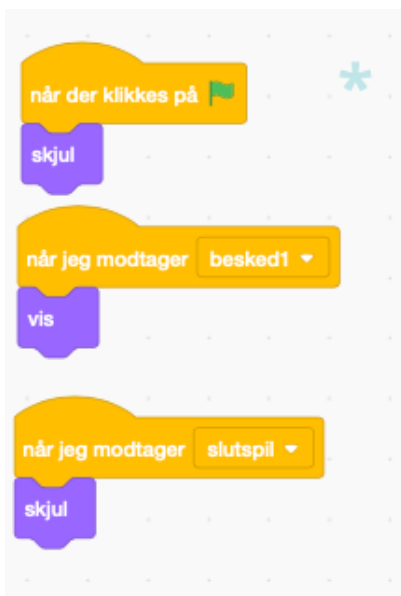 når der klikkes på
skjul
når jeg modtager besked1
vis
når jeg modtager slutspil
skjul